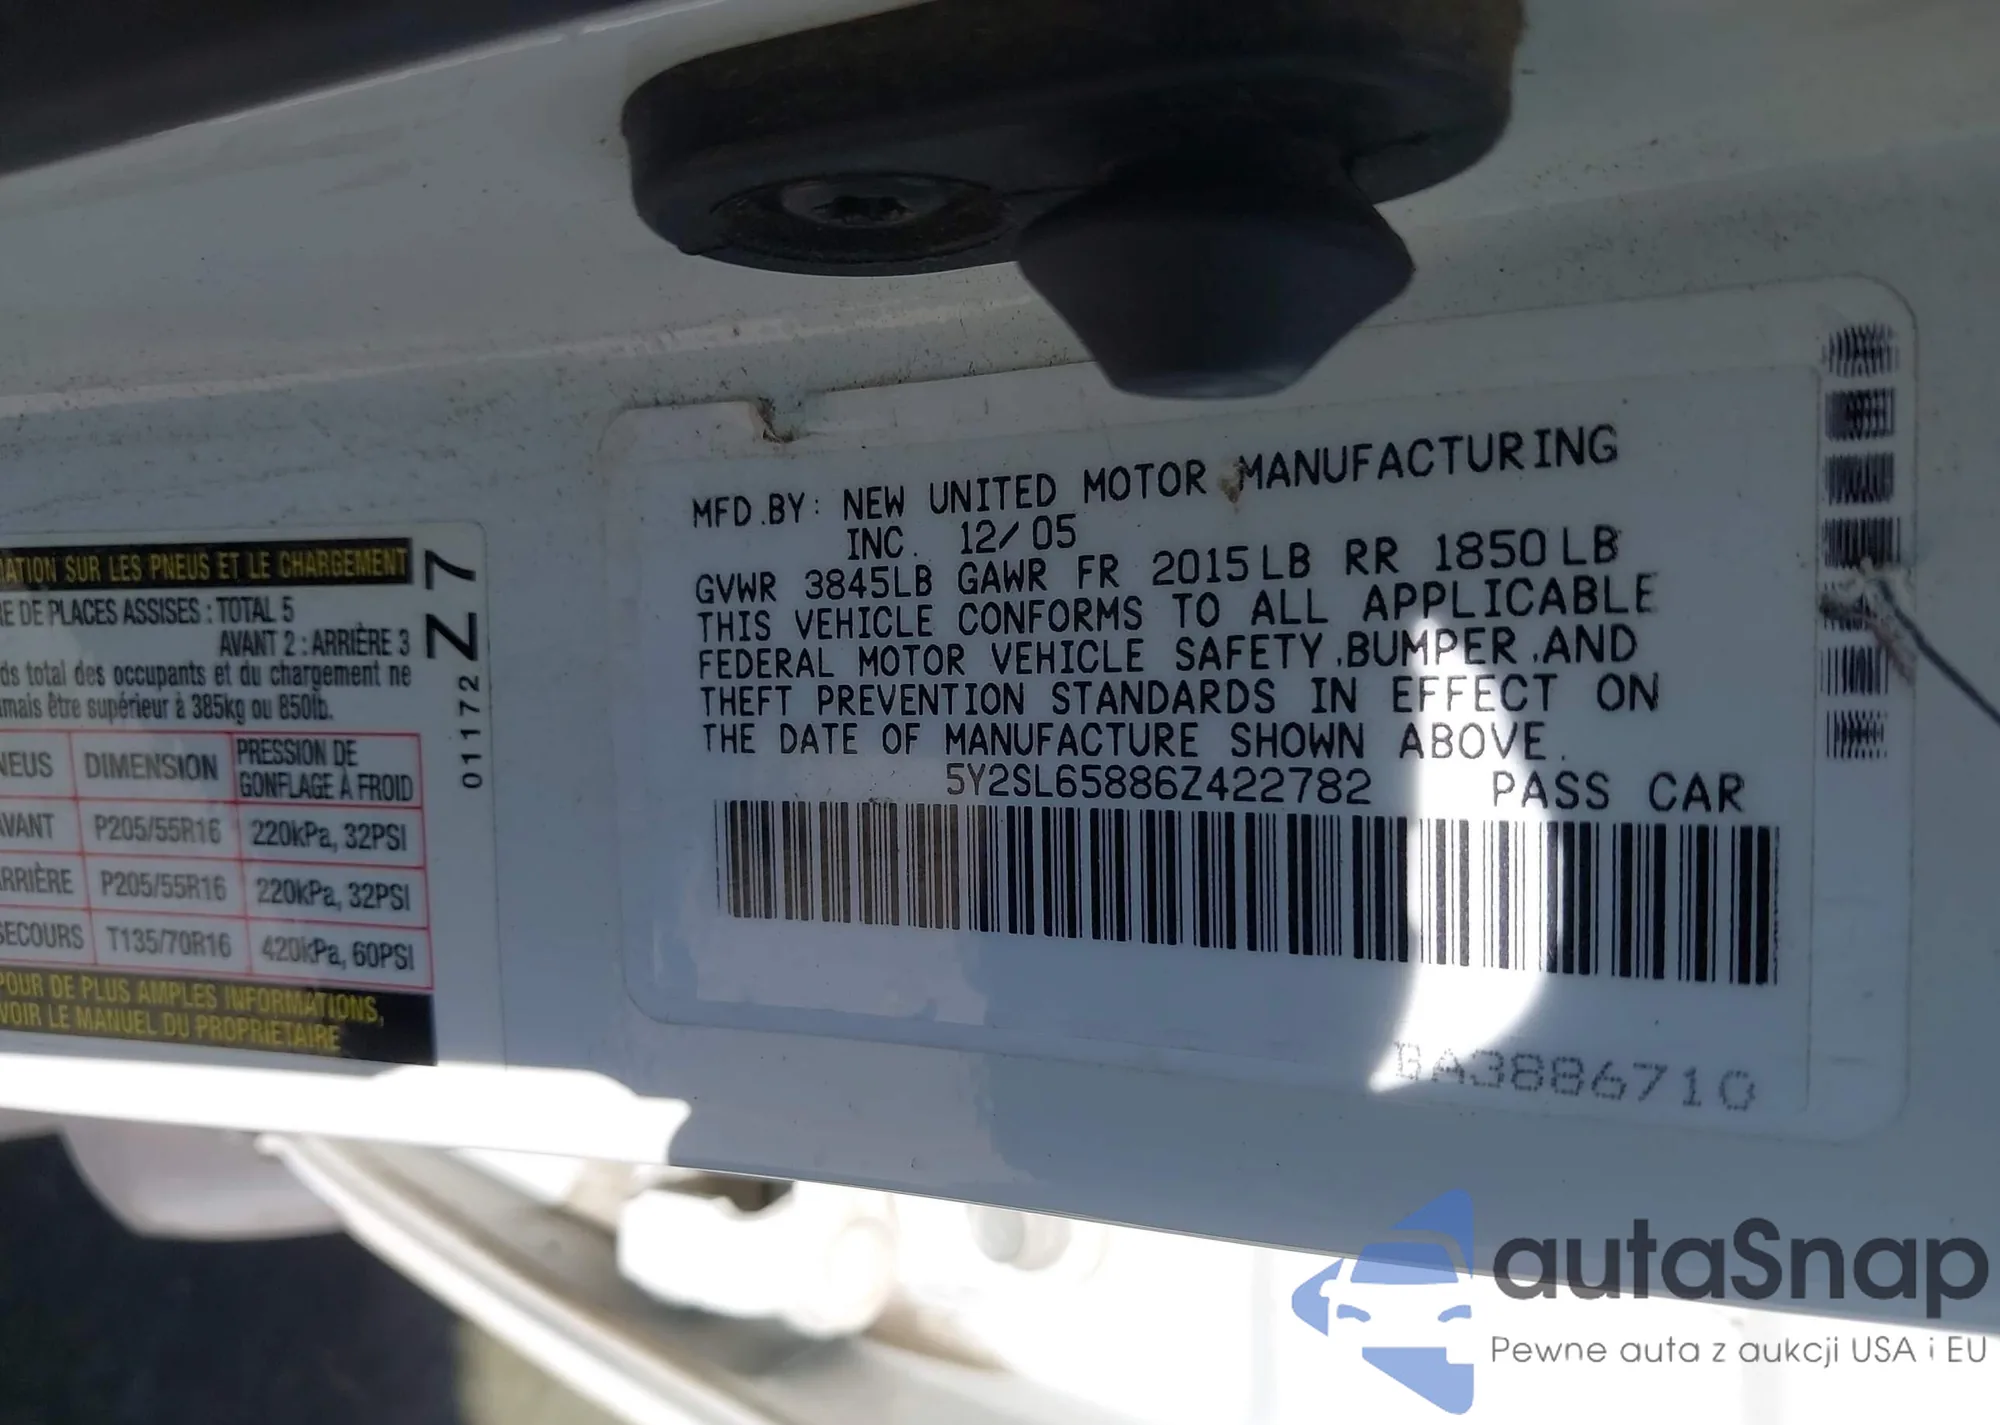 ATION SUR LES PNEUS ET LE CHARGEMENT
RE DE PLACES ASSISES : TOTAL 5
AVANT 2 : ARRIÈRE 3
ds total des occupants et du chargement ne
mais être supérieur à 385kg ou 850lb.
NEUS DIMENSION PRESSION DE
GONFLAGE À FROID
AVANT P205/55R16 220kPa, 32PSI
ARRIÈRE P205/55R16 220kPa, 32PSI
SECOURS T135/70R16 420kPa, 60PSI
POUR DE PLUS AMPLES INFORMATIONS,
VOIR LE MANUEL DU PROPRIETAIRE
01172 Z7
MFD.BY: NEW UNITED MOTOR MANUFACTURING
INC. 12/05
GVWR 3845LB GAWR FR 2015LB RR 1850LB
THIS VEHICLE CONFORMS TO ALL APPLICABLE
FEDERAL MOTOR VEHICLE SAFETY,BUMPER,AND
THEFT PREVENTION STANDARDS IN EFFECT ON
THE DATE OF MANUFACTURE SHOWN ABOVE.
5Y2SL65886Z422782 PASS CAR
BA3886710
autaSnap
Pewne auta z aukcji USA i EU